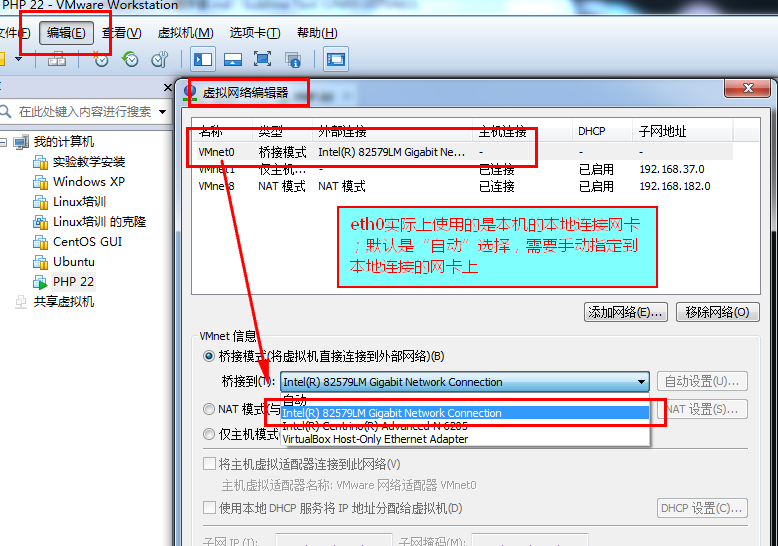 PHP 22 - VMware Workstation
文件(F) 编辑(E) 查看(V) 虚拟机(M) 选项卡(T) 帮助(H)
在此处键入内容进行搜索
我的计算机
实验教学安装
Windows XP
Linux培训
Linux培训 的克隆
CentOS GUI
Ubuntu
PHP 22
共享虚拟机
虚拟网络编辑器
名称 类型 外部连接 主机连接 DHCP 子网地址
VMnet0 桥接模式 Intel(R) 82579LM Gigabit Ne... - - -
VMnet1 仅主机... - 已连接 已启用 192.168.37.0
VMnet8 NAT 模式 NAT 模式 已连接 已启用 192.168.182.0
eth0实际上使用的是本机的本地连接网卡
；默认是“自动”选择，需要手动指定到
本地连接的网卡上
添加网络(E)... 移除网络(O)
VMnet 信息
桥接模式(将虚拟机直接连接到外部网络)(B)
桥接到(T): Intel(R) 82579LM Gigabit Network Connection 自动设置(U)...
自动
NAT 模式(与 Intel(R) 82579LM Gigabit Network Connection NAT 设置(S)...
Intel(R) Centrino(R) Advanced-N 6205
仅主机模式 VirtualBox Host-Only Ethernet Adapter
将主机虚拟适配器连接到此网络(V)
主机虚拟适配器名称: VMware 网络适配器 VMnet0
使用本地 DHCP 服务将 IP 地址分配给虚拟机(D) DHCP 设置(C)...
子网 IP (I): 子网掩码(M):